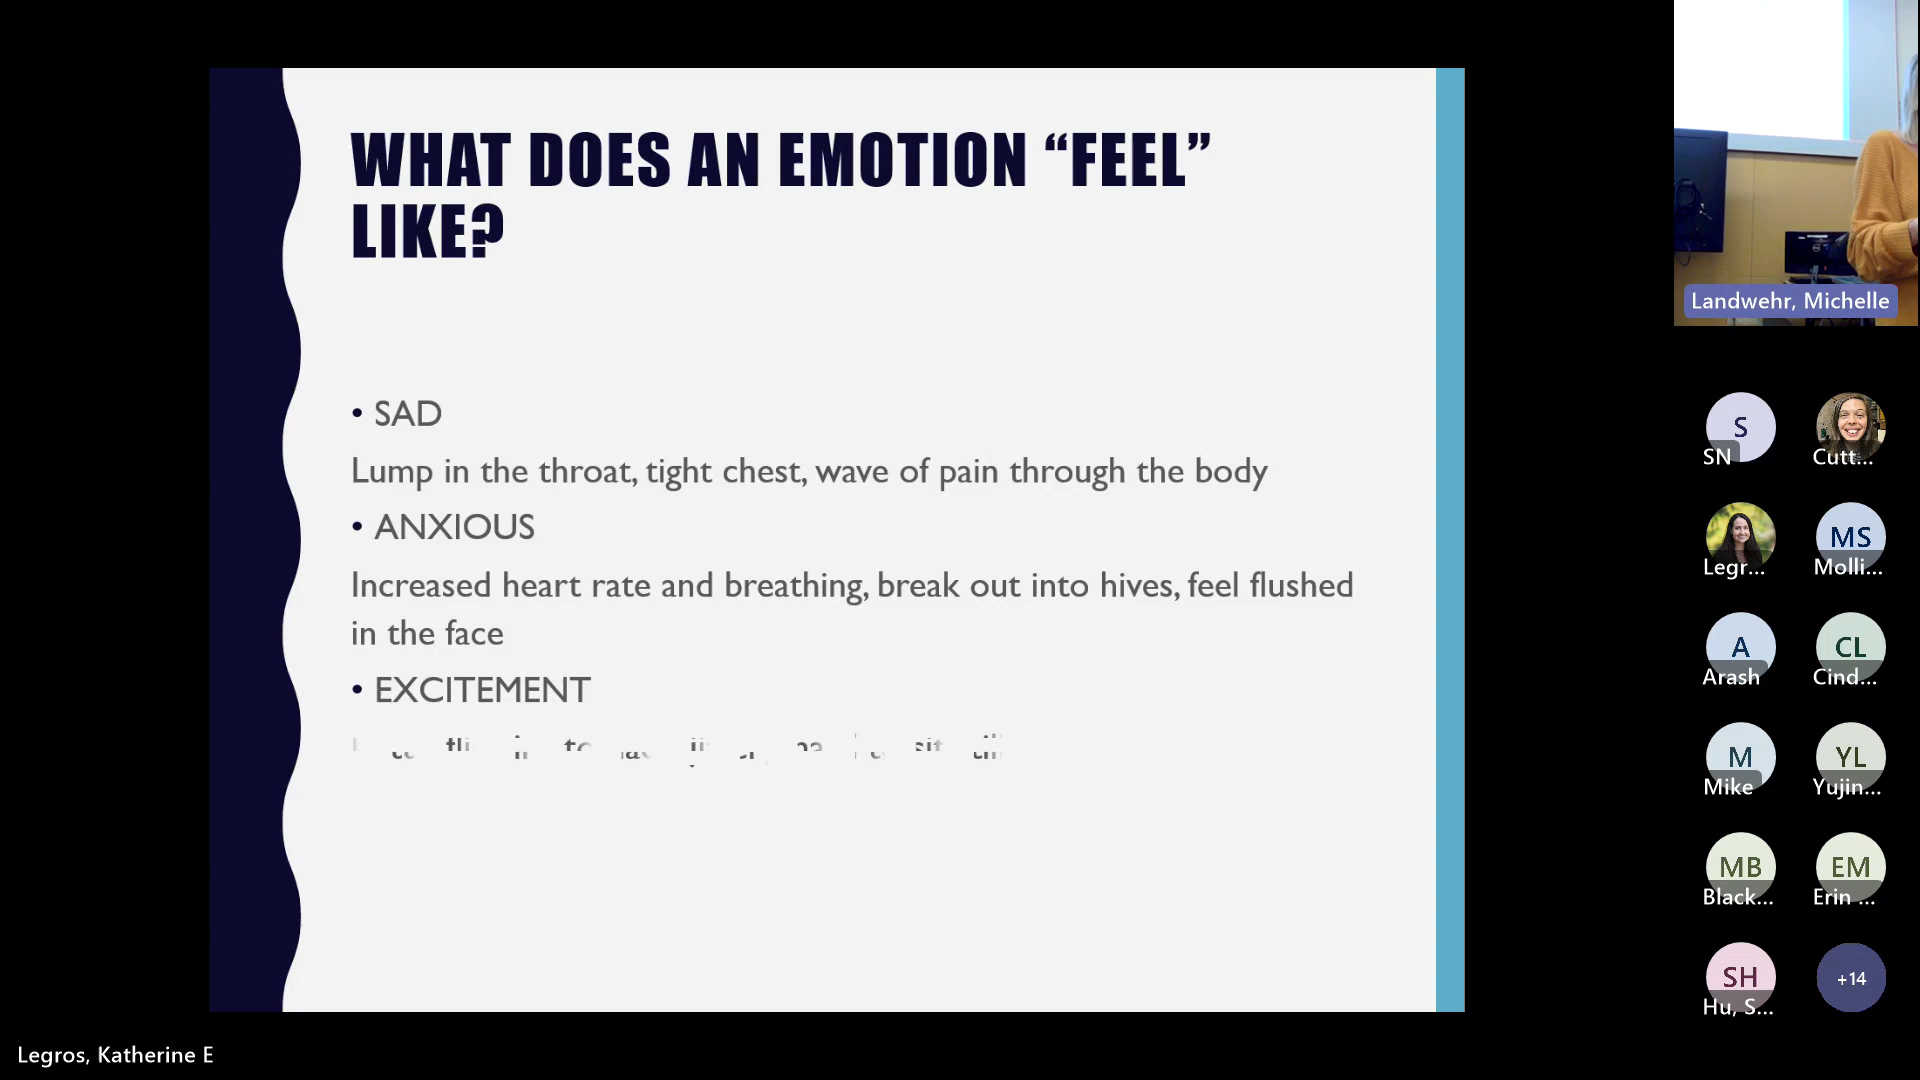 WHAT DOES AN EMOTION “FEEL”
LIKE?
• SAD
Lump in the throat, tight chest, wave of pain through the body
• ANXIOUS
Increased heart rate and breathing, break out into hives, feel flushed
in the face
• EXCITEMENT
Landwehr, Michelle
S
SN
Cutt...
Legr...
MS
Molli...
A
Arash
CL
Cind...
M
Mike
YL
Yujin...
MB
Black...
EM
Erin ...
SH
Hu, S...
+14
Legros, Katherine E